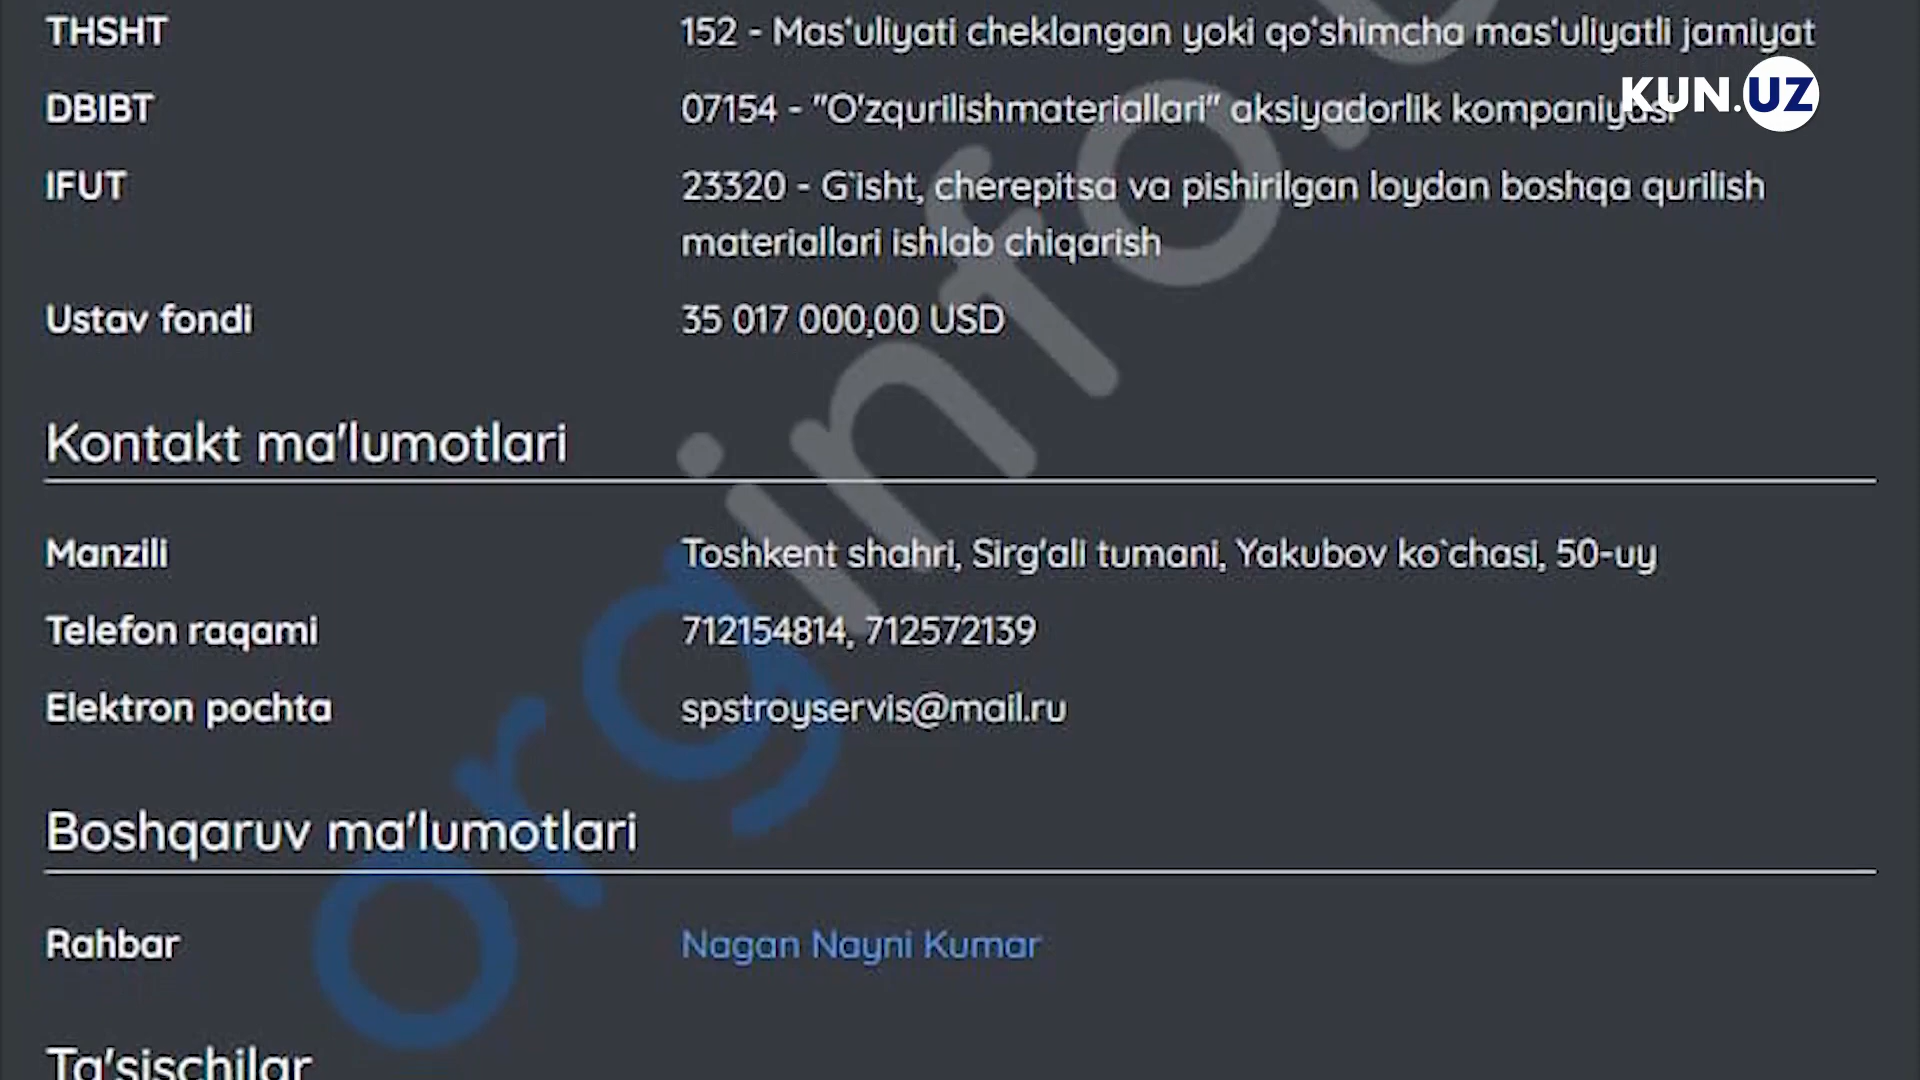 THSHT 152 - Mas‘uliyati cheklangan yoki qo‘shimcha mas‘uliyatli jamiyat
KUN.UZ
DBIBT 07154 - "O'zqurilishmateriallari" aksiyadorlik kompaniyasi
IFUT 23320 - G`isht, cherepitsa va pishirilgan loydan boshqa qurilish
materiallari ishlab chiqarish
Ustav fondi 35 017 000,00 USD
Kontakt ma'lumotlari
Manzili Toshkent shahri, Sirg'ali tumani, Yakubov ko`chasi, 50-uy
Telefon raqami 712154814, 712572139
Elektron pochta spstroyservis@mail.ru
Boshqaruv ma'lumotlari
Rahbar Nagan Nayni Kumar
Ta'sischilar
orginfo.